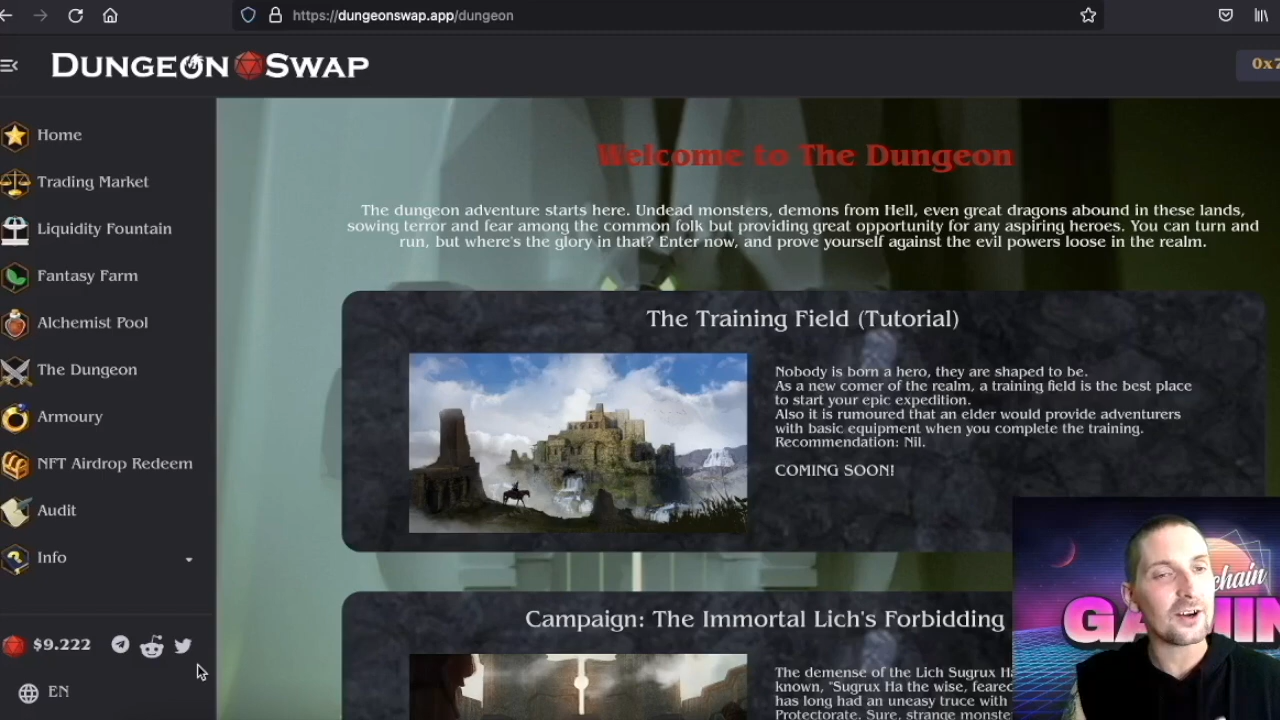 https://dungeonswap.app/dungeon
DUNGEON SWAP
0x7
Home
Trading Market
Liquidity Fountain
Fantasy Farm
Alchemist Pool
The Dungeon
Armoury
NFT Airdrop Redeem
Audit
Info
$9.222
EN
Welcome to The Dungeon
The dungeon adventure starts here. Undead monsters, demons from Hell, even great dragons abound in these lands,
sowing terror and fear among the common folk but providing great opportunity for any aspiring heroes. You can turn and
run, but where's the glory in that? Enter now, and prove yourself against the evil powers loose in the realm.
The Training Field (Tutorial)
Nobody is born a hero, they are shaped to be.
As a new comer of the realm, a training field is the best place
to start your epic expedition.
Also it is rumoured that an elder would provide adventurers
with basic equipment when you complete the training.
Recommendation: Nil.
COMING SOON!
Campaign: The Immortal Lich's Forbidding
The demense of the Lich Sugrux Ha
known, "Sugrux Ha the wise, feared
has long had an uneasy truce with
Protectorate. Sure, strange monste
chain
GAMIN